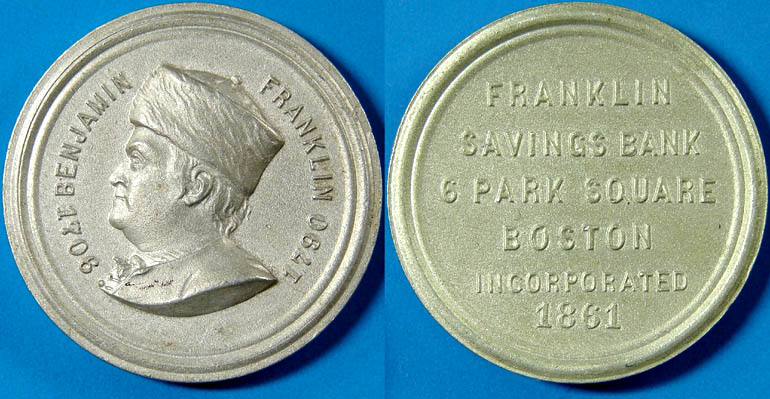 1706 BENJAMIN FRANKLIN 1790
FRANKLIN
SAVINGS BANK
6 PARK SQUARE
BOSTON
INCORPORATED
1861